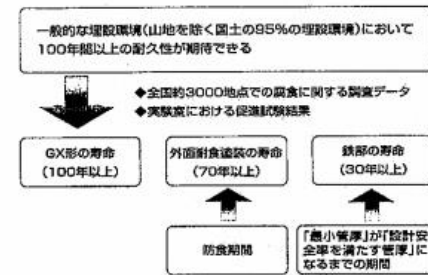 一般的な埋設環境(山地を除く国土の95%の埋設環境)において
100年間以上の耐久性が期待できる
◆全国約3000地点での腐食に関する調査データ
◆実験室における促進試験結果
GX形の寿命
(100年以上)
外面耐食塗装の寿命
(70年以上)
鉄部の寿命
(30年以上)
防食期間
「最小管厚」が「設計安
全率を満たす管厚」に
なるまでの期間